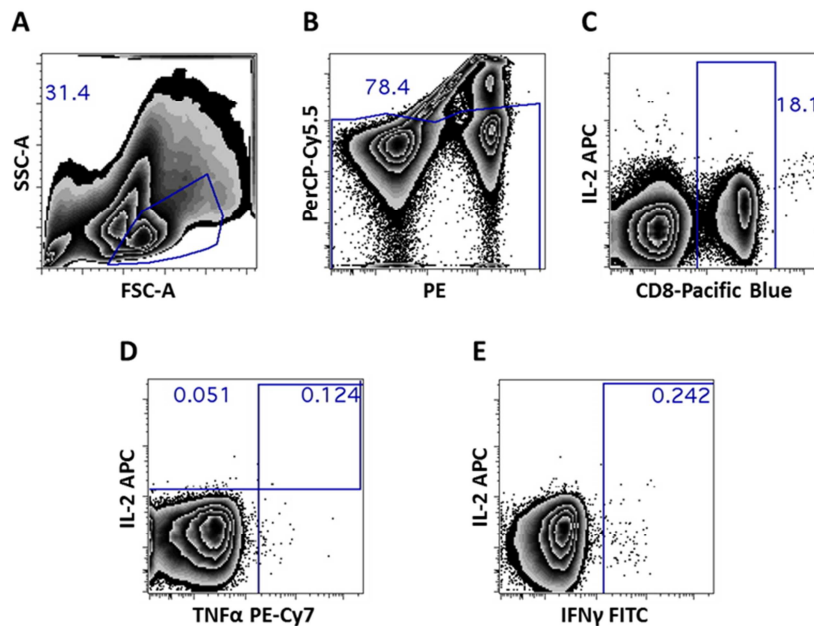 A
31.4
SSC-A
FSC-A
B
78.4
PerCP-Cy5.5
PE
C
18.1
IL-2 APC
CD8-Pacific Blue
D
0.051
0.124
IL-2 APC
TNFα PE-Cy7
E
0.242
IL-2 APC
IFNγ FITC